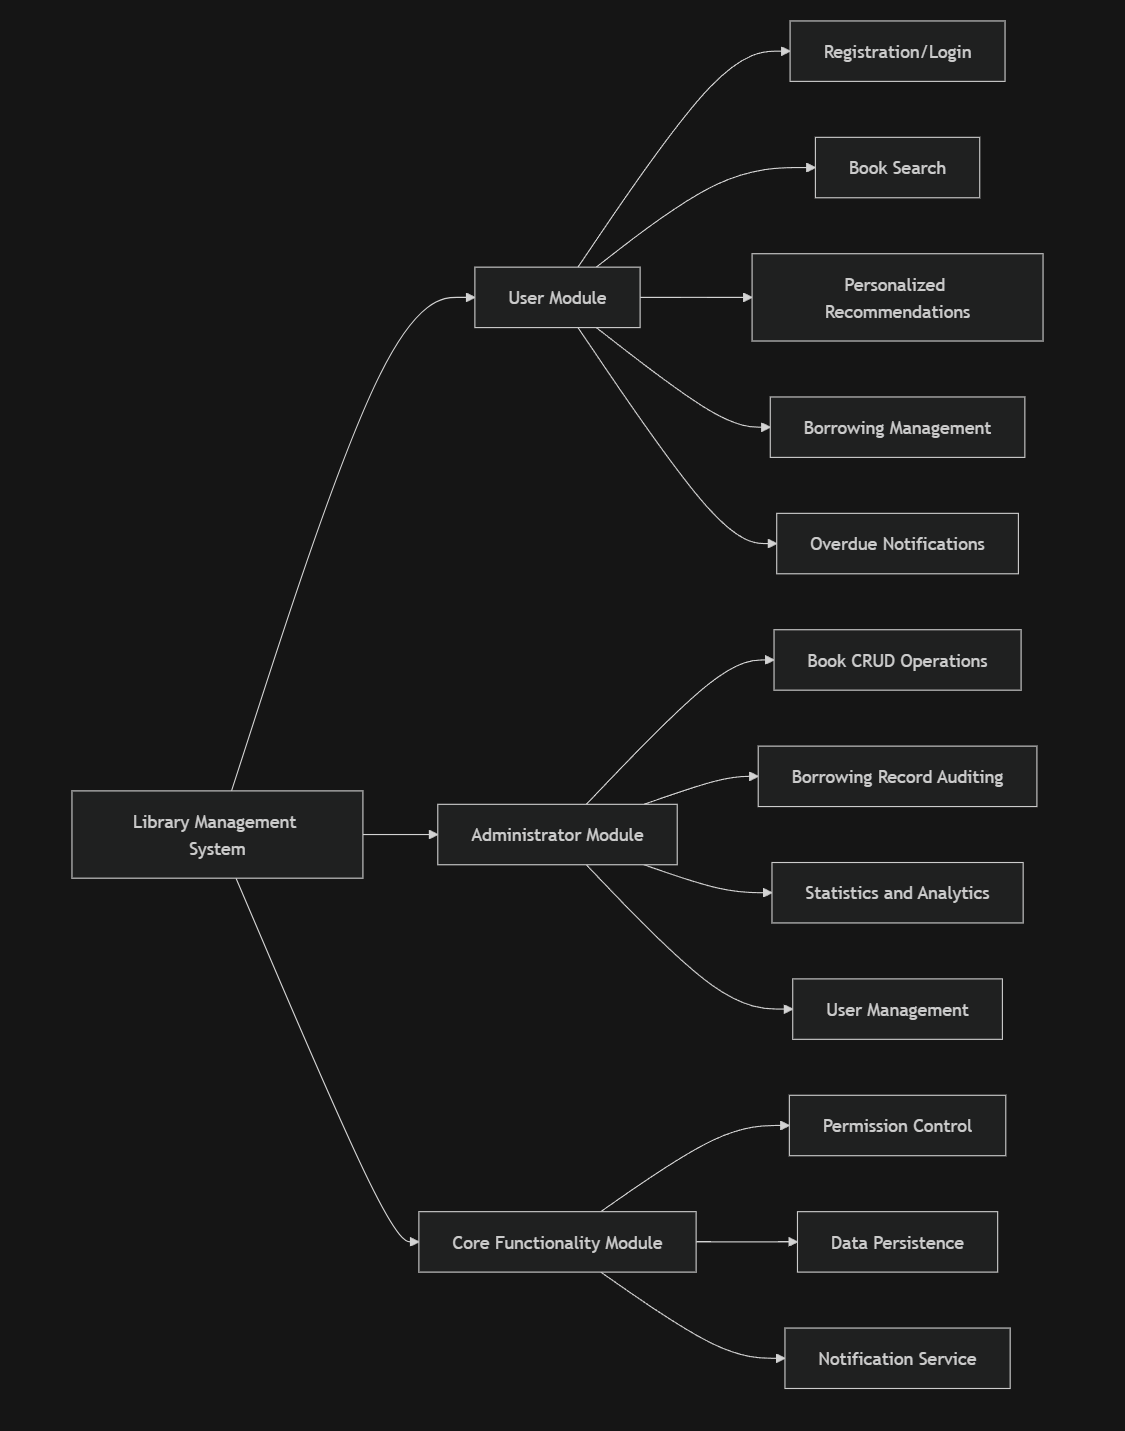 Registration/Login
Book Search
User Module
Personalized
Recommendations
Borrowing Management
Overdue Notifications
Book CRUD Operations
Borrowing Record Auditing
Library Management
System
Administrator Module
Statistics and Analytics
User Management
Permission Control
Core Functionality Module
Data Persistence
Notification Service